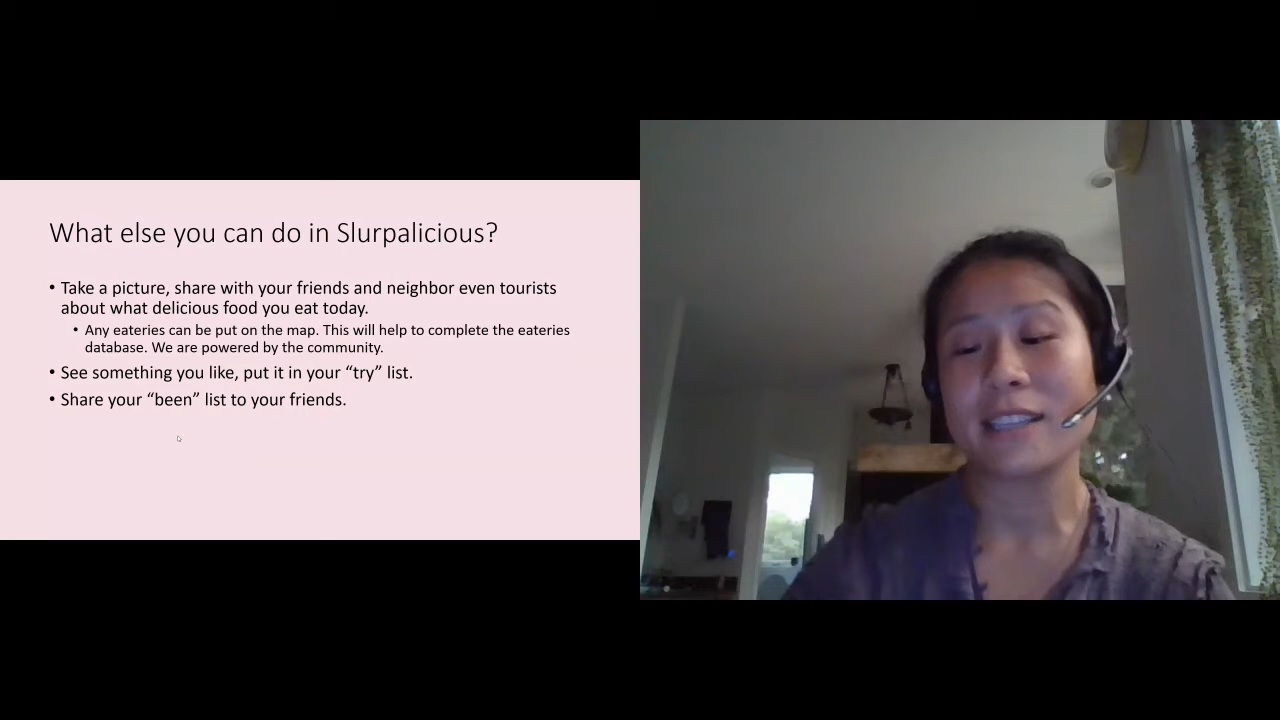 What else you can do in Slurpalicious?
• Take a picture, share with your friends and neighbor even tourists
about what delicious food you eat today.
• Any eateries can be put on the map. This will help to complete the eateries
database. We are powered by the community.
• See something you like, put it in your “try” list.
• Share your “been” list to your friends.